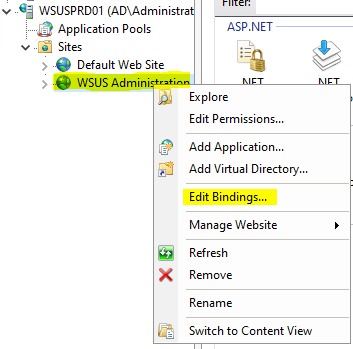 WSUSPRD01 (AD\Administrat
Filter:
Application Pools
Sites
Default Web Site
WSUS Administration
ASP.NET
.NET
.NET
Explore
Edit Permissions...
Add Application...
Add Virtual Directory...
Edit Bindings...
Manage Website
Refresh
Remove
Rename
Switch to Content View